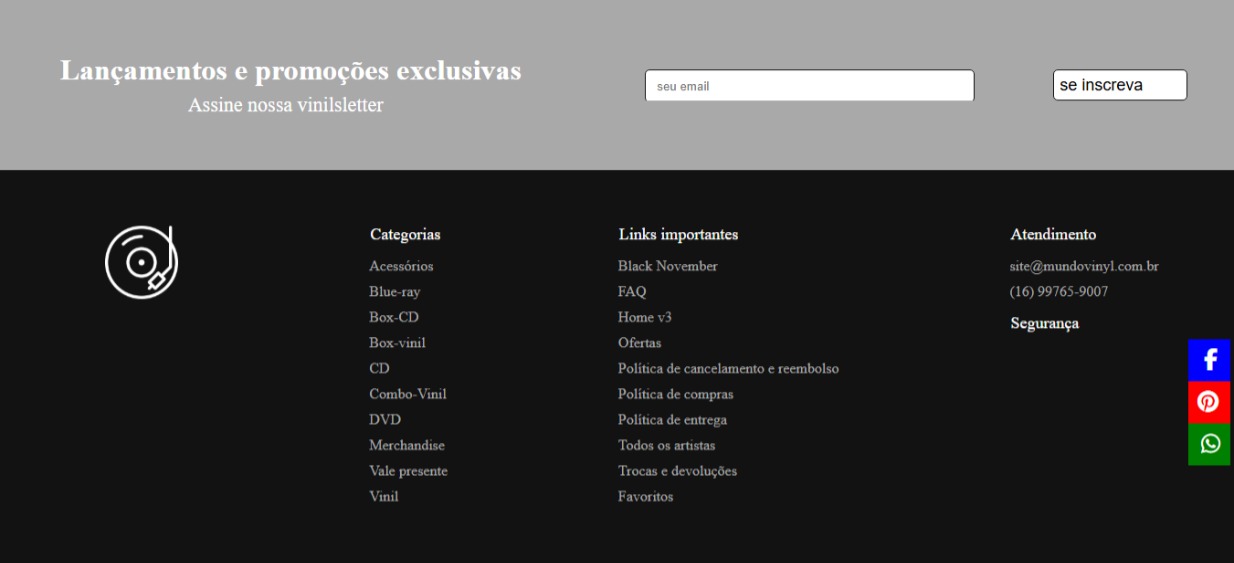 Lançamentos e promoções exclusivas
Assine nossa vinilsletter
seu email
se inscreva
Categorias
Acessórios
Blue-ray
Box-CD
Box-vinil
CD
Combo-Vinil
DVD
Merchandise
Vale presente
Vinil
Links importantes
Black November
FAQ
Home v3
Ofertas
Política de cancelamento e reembolso
Política de compras
Política de entrega
Todos os artistas
Trocas e devoluções
Favoritos
Atendimento
site@mundovinyl.com.br
(16) 99765-9007
Segurança